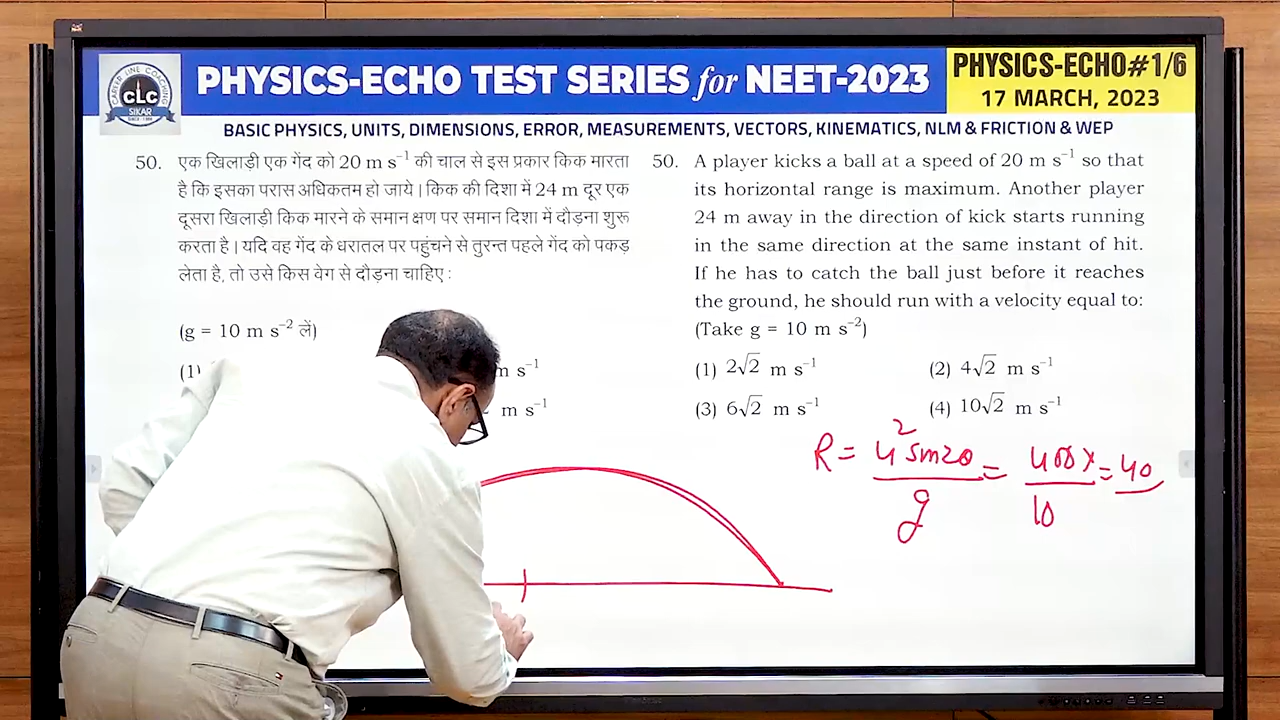 CAREER LINE COACHING
CLC
SIKAR
PHYSICS-ECHO TEST SERIES for NEET-2023
PHYSICS-ECHO#1/6
17 MARCH, 2023
BASIC PHYSICS, UNITS, DIMENSIONS, ERROR, MEASUREMENTS, VECTORS, KINEMATICS, NLM & FRICTION & WEP
50. एक खिलाड़ी एक गेंद को 20 m s⁻¹ की चाल से इस प्रकार किक मारता
है कि इसका परास अधिकतम हो जाये। किक की दिशा में 24 m दूर एक
दूसरा खिलाड़ी किक मारने के समान क्षण पर समान दिशा में दौड़ना शुरू
करता है। यदि वह गेंद के धरातल पर पहुंचने से तुरन्त पहले गेंद को पकड़
लेता है, तो उसे किस वेग से दौड़ना चाहिए :
(g = 10 m s⁻² लें)
(1)
m s⁻¹
m s⁻¹
50. A player kicks a ball at a speed of 20 m s⁻¹ so that
its horizontal range is maximum. Another player
24 m away in the direction of kick starts running
in the same direction at the same instant of hit.
If he has to catch the ball just before it reaches
the ground, he should run with a velocity equal to:
(Take g = 10 m s⁻²)
(1) 2√2 m s⁻¹ (2) 4√2 m s⁻¹
(3) 6√2 m s⁻¹ (4) 10√2 m s⁻¹
R = u² sin2θ / g = 400 × / 10 = 40